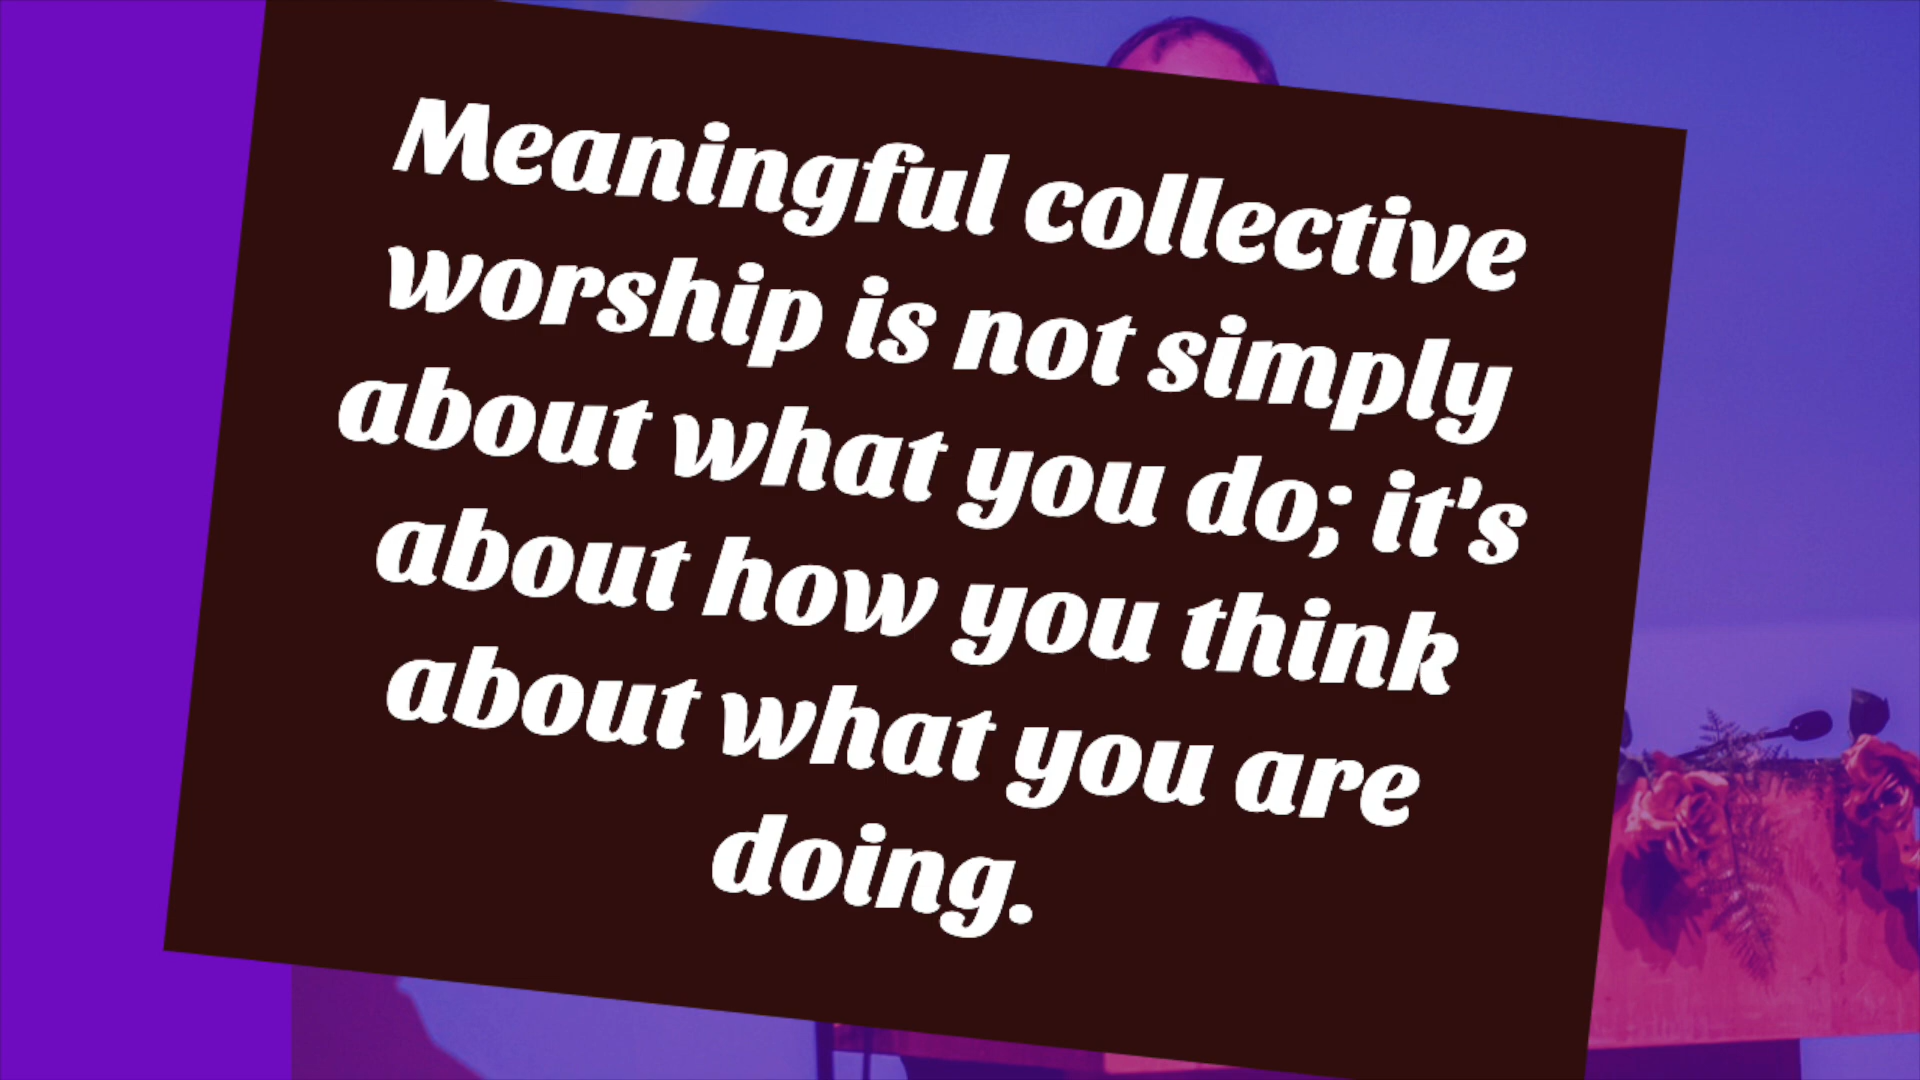 Meaningful collective
worship is not simply
about what you do; it's
about how you think
about what you are
doing.